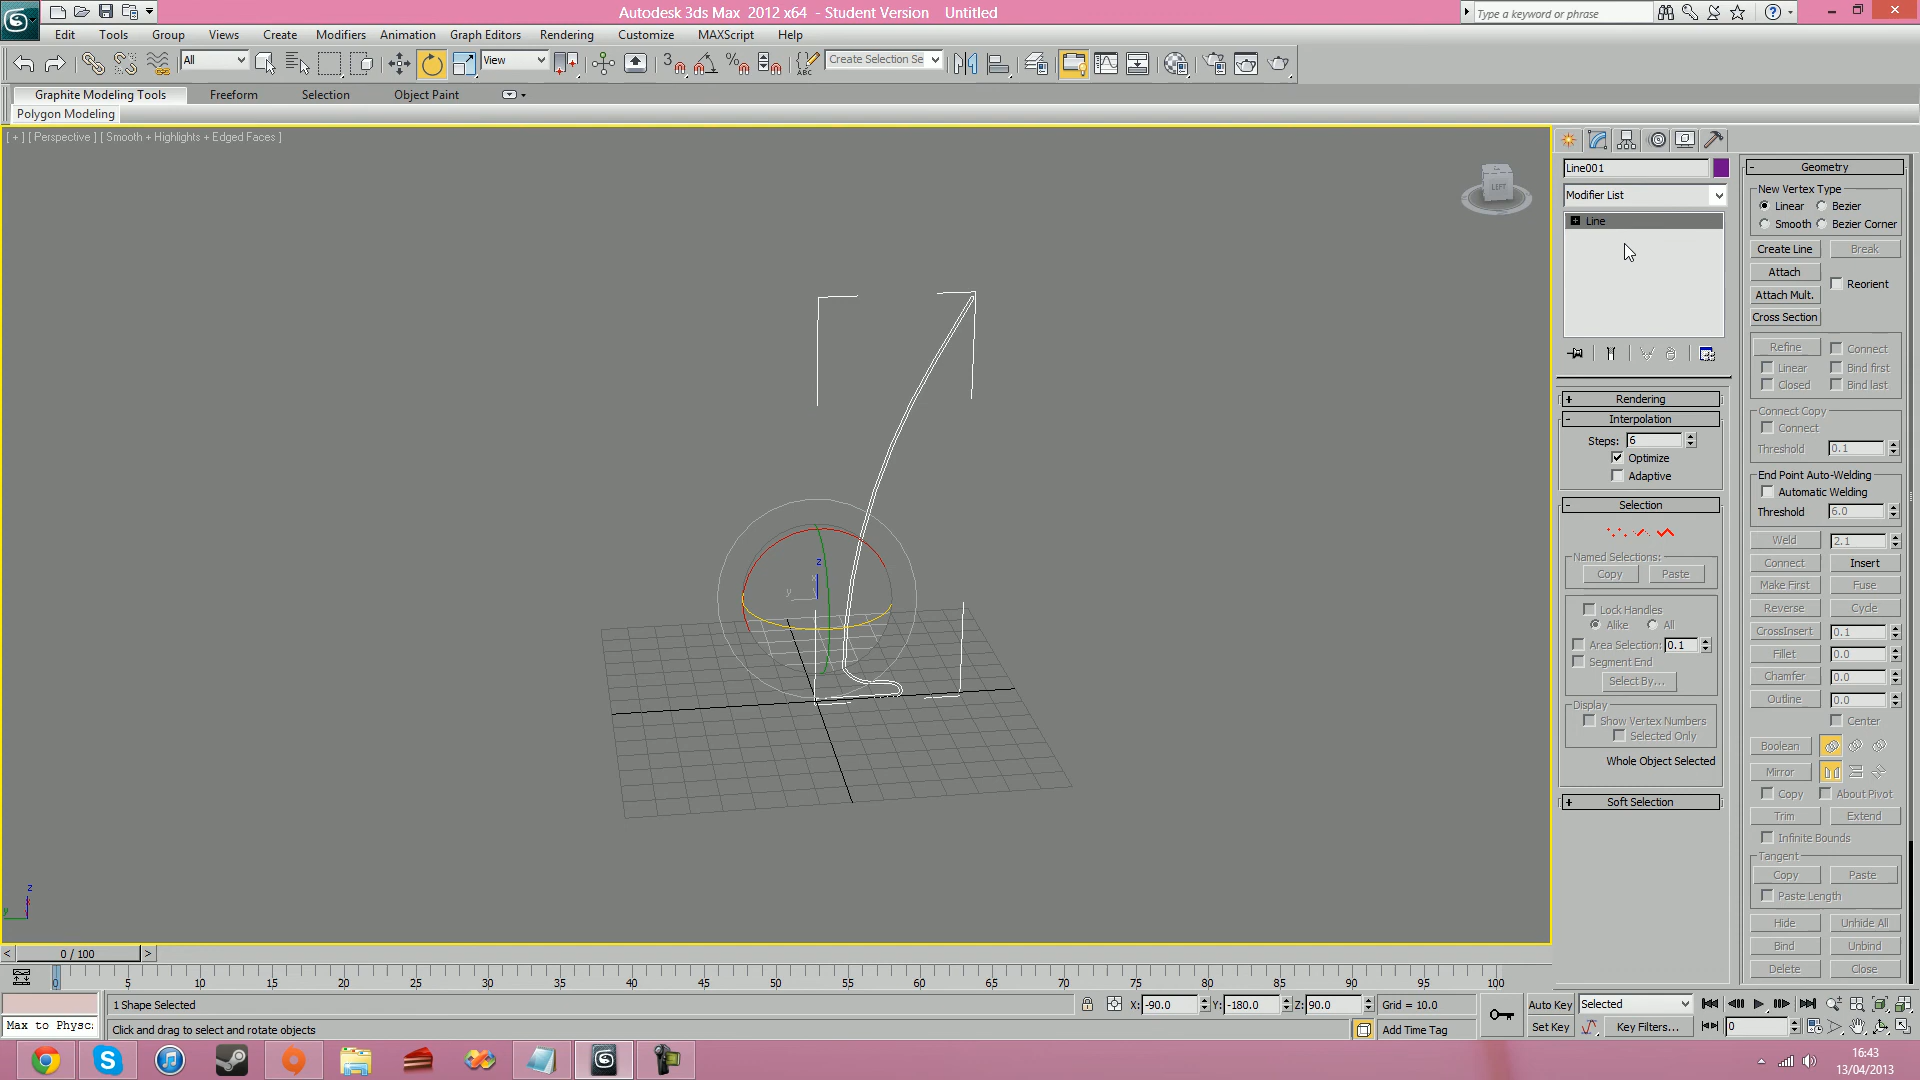 Autodesk 3ds Max 2012 x64 - Student Version Untitled
Type a keyword or phrase
Edit Tools Group Views Create Modifiers Animation Graph Editors Rendering Customize MAXScript Help
All
View
3
ABC
Create Selection Se
Graphite Modeling Tools Freeform Selection Object Paint
Polygon Modeling
[ + ] [ Perspective ] [ Smooth + Highlights + Edged Faces ]
LEFT
z
y
z
y
Line001
Modifier List
Line
Rendering
Interpolation
Steps: 6
Optimize
Adaptive
Selection
Named Selections:
Copy Paste
Lock Handles
Alike All
Area Selection: 0.1
Segment End
Select By...
Display
Show Vertex Numbers
Selected Only
Whole Object Selected
Soft Selection
Geometry
New Vertex Type
Linear Bezier
Smooth Bezier Corner
Create Line Break
Attach
Reorient
Attach Mult.
Cross Section
Refine Connect
Linear Bind first
Closed Bind last
Connect Copy
Connect
Threshold 0.1
End Point Auto-Welding
Automatic Welding
Threshold 6.0
Weld 2.1
Connect Insert
Make First Fuse
Reverse Cycle
CrossInsert 0.1
Fillet 0.0
Chamfer 0.0
Outline 0.0
Center
Boolean
Mirror
Copy About Pivot
Trim Extend
Infinite Bounds
Tangent
Copy Paste
Paste Length
Hide Unhide All
Bind Unbind
Delete Close
< 0 / 100 >
0 5 10 15 20 25 30 35 40 45 50 55 60 65 70 75 80 85 90 95 100
1 Shape Selected
X: -90.0 Y: -180.0 Z: 90.0 Grid = 10.0
Auto Key Selected
Max to Physc:
Click and drag to select and rotate objects
Add Time Tag
Set Key Key Filters...
0
16:43
13/04/2013